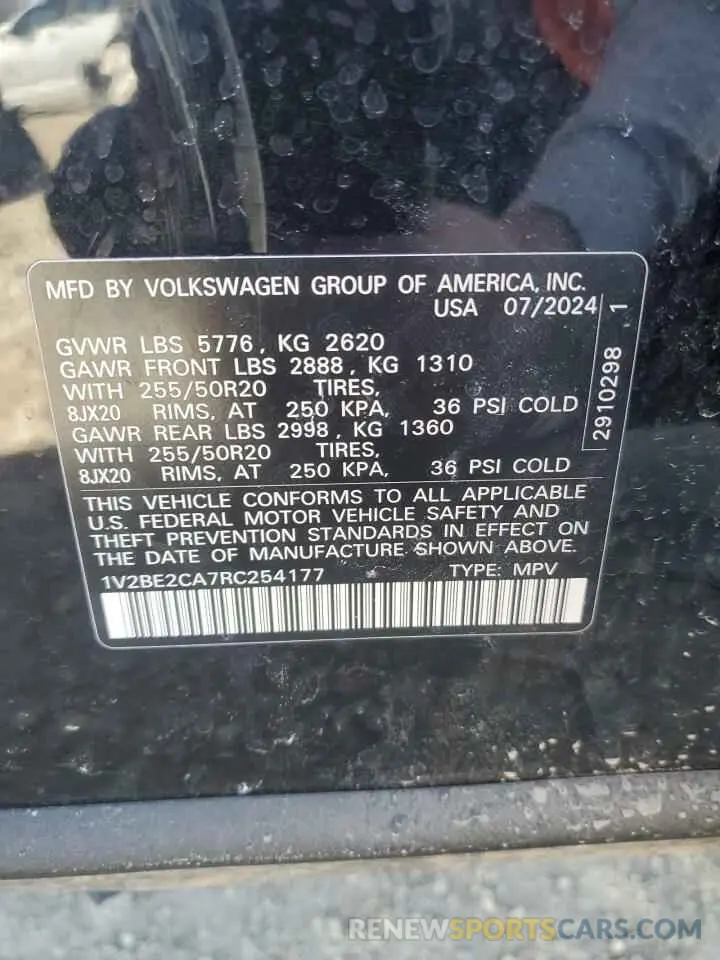 MFD BY VOLKSWAGEN GROUP OF AMERICA, INC.
USA 07/2024
GVWR LBS 5776, KG 2620
GAWR FRONT LBS 2888, KG 1310
WITH 255/50R20 TIRES,
8JX20 RIMS, AT 250 KPA, 36 PSI COLD
GAWR REAR LBS 2998, KG 1360
WITH 255/50R20 TIRES,
8JX20 RIMS, AT 250 KPA, 36 PSI COLD
2910298 1
THIS VEHICLE CONFORMS TO ALL APPLICABLE
U.S. FEDERAL MOTOR VEHICLE SAFETY AND
THEFT PREVENTION STANDARDS IN EFFECT ON
THE DATE OF MANUFACTURE SHOWN ABOVE.
1V2BE2CA7RC254177 TYPE: MPV
RENEWSPORTSCARS.COM